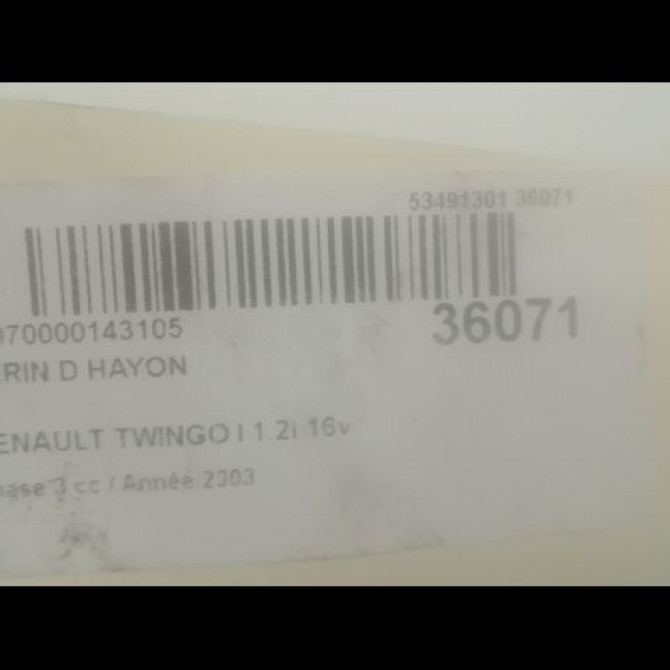 53491301 36071
070000143105
36071
RIN D HAYON
ENAULT TWINGO I 1.2i 16v
hase 3 cc / Année 2003